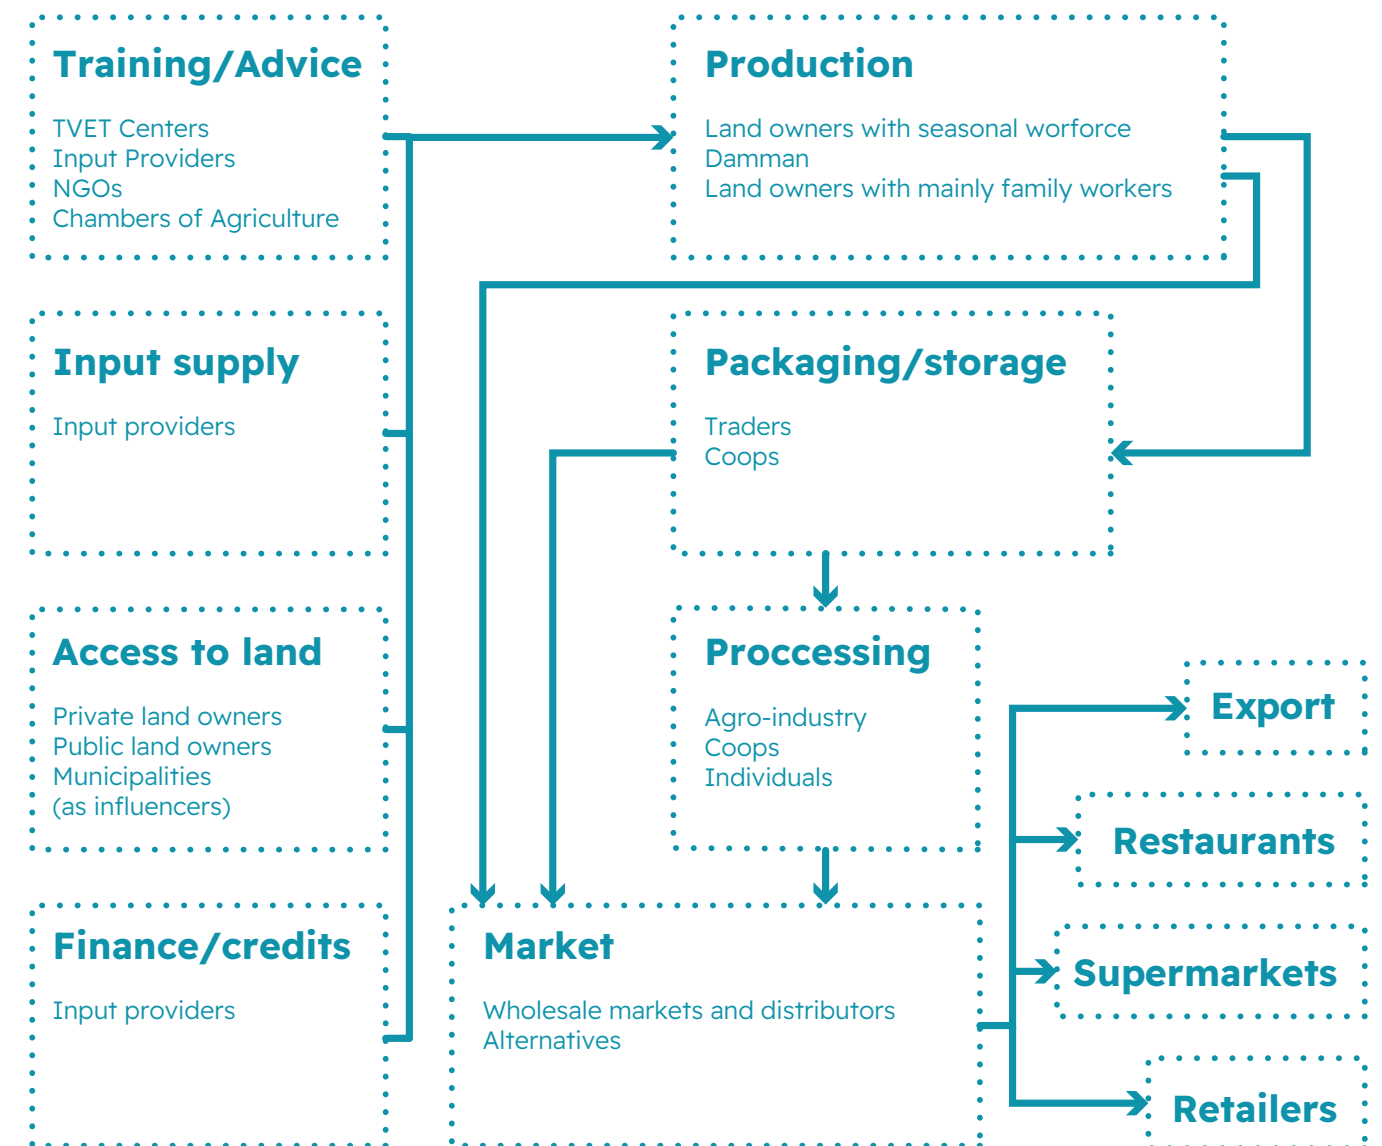 Training/Advice
TVET Centers
Input Providers
NGOs
Chambers of Agriculture
Production
Land owners with seasonal worforce
Damman
Land owners with mainly family workers
Input supply
Input providers
Packaging/storage
Traders
Coops
Access to land
Private land owners
Public land owners
Municipalities
(as influencers)
Proccessing
Agro-industry
Coops
Individuals
Finance/credits
Input providers
Market
Wholesale markets and distributors
Alternatives
Export
Restaurants
Supermarkets
Retailers